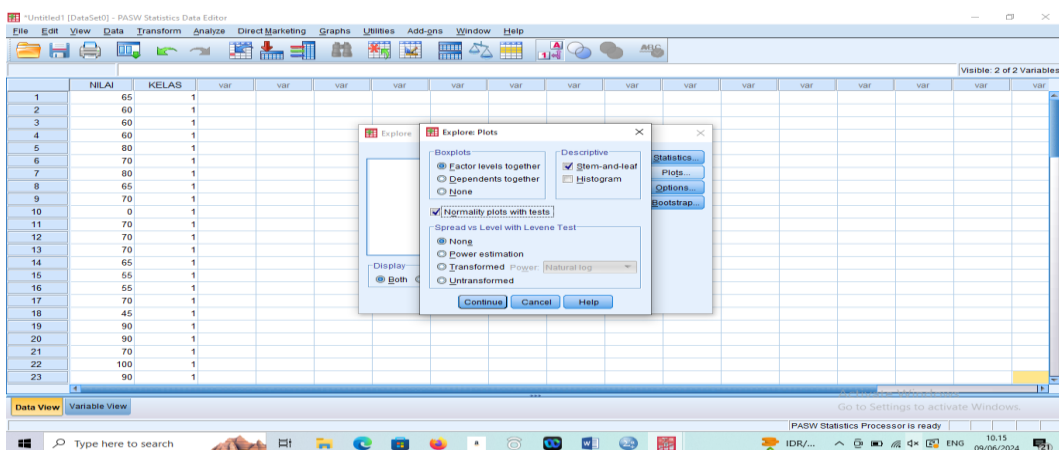 *Untitled1 [DataSet0] - PASW Statistics Data Editor
File Edit View Data Transform Analyze Direct Marketing Graphs Utilities Add-ons Window Help
Visible: 2 of 2 Variables
NILAI KELAS var var var var var var var var var var var var var var var
1 65 1
2 60 1
3 60 1
4 60 1
5 80 1
6 70 1
7 80 1
8 65 1
9 70 1
10 0 1
11 70 1
12 70 1
13 70 1
14 65 1
15 55 1
16 55 1
17 70 1
18 45 1
19 90 1
20 90 1
21 70 1
22 100 1
23 90 1
Explore
Statistics...
Plots...
Options...
Bootstrap...
Display
Both
Explore: Plots
Boxplots
Factor levels together
Dependents together
None
Descriptive
Stem-and-leaf
Histogram
Normality plots with tests
Spread vs Level with Levene Test
None
Power estimation
Transformed Power: Natural log
Untransformed
Continue Cancel Help
Data View Variable View
Go to Settings to activate Windows.
PASW Statistics Processor is ready
Type here to search
IDR/... ENG
10.15
09/06/2024